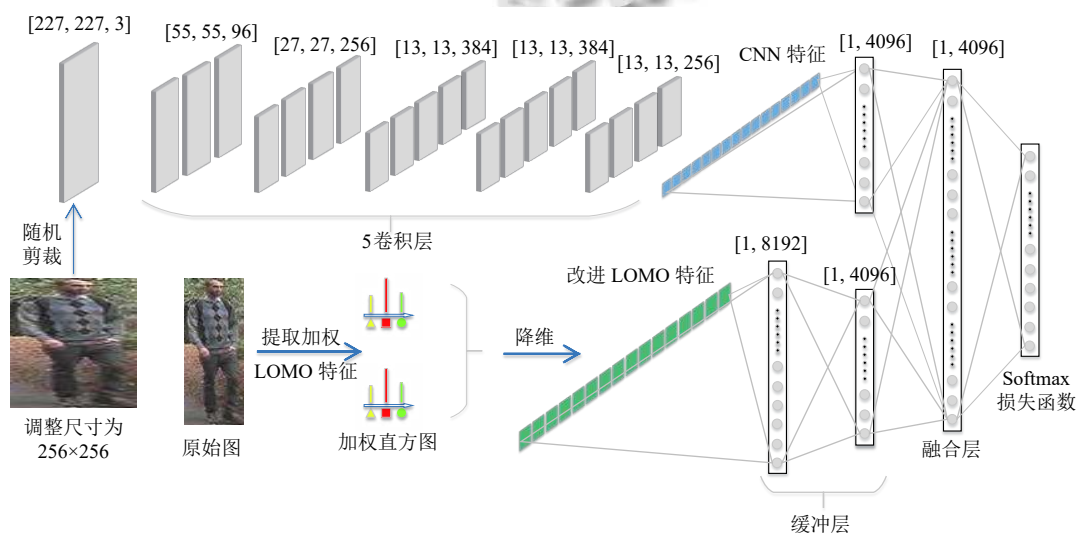 [227, 227, 3]
[55, 55, 96]
[27, 27, 256]
[13, 13, 384]
[13, 13, 384]
[13, 13, 256]
CNN 特征
[1, 4096]
[1, 4096]
随机
剪裁
5卷积层
[1, 8192]
改进 LOMO 特征
[1, 4096]
提取加权
LOMO 特征
降维
Softmax
损失函数
调整尺寸为
256×256
原始图
加权直方图
融合层
缓冲层